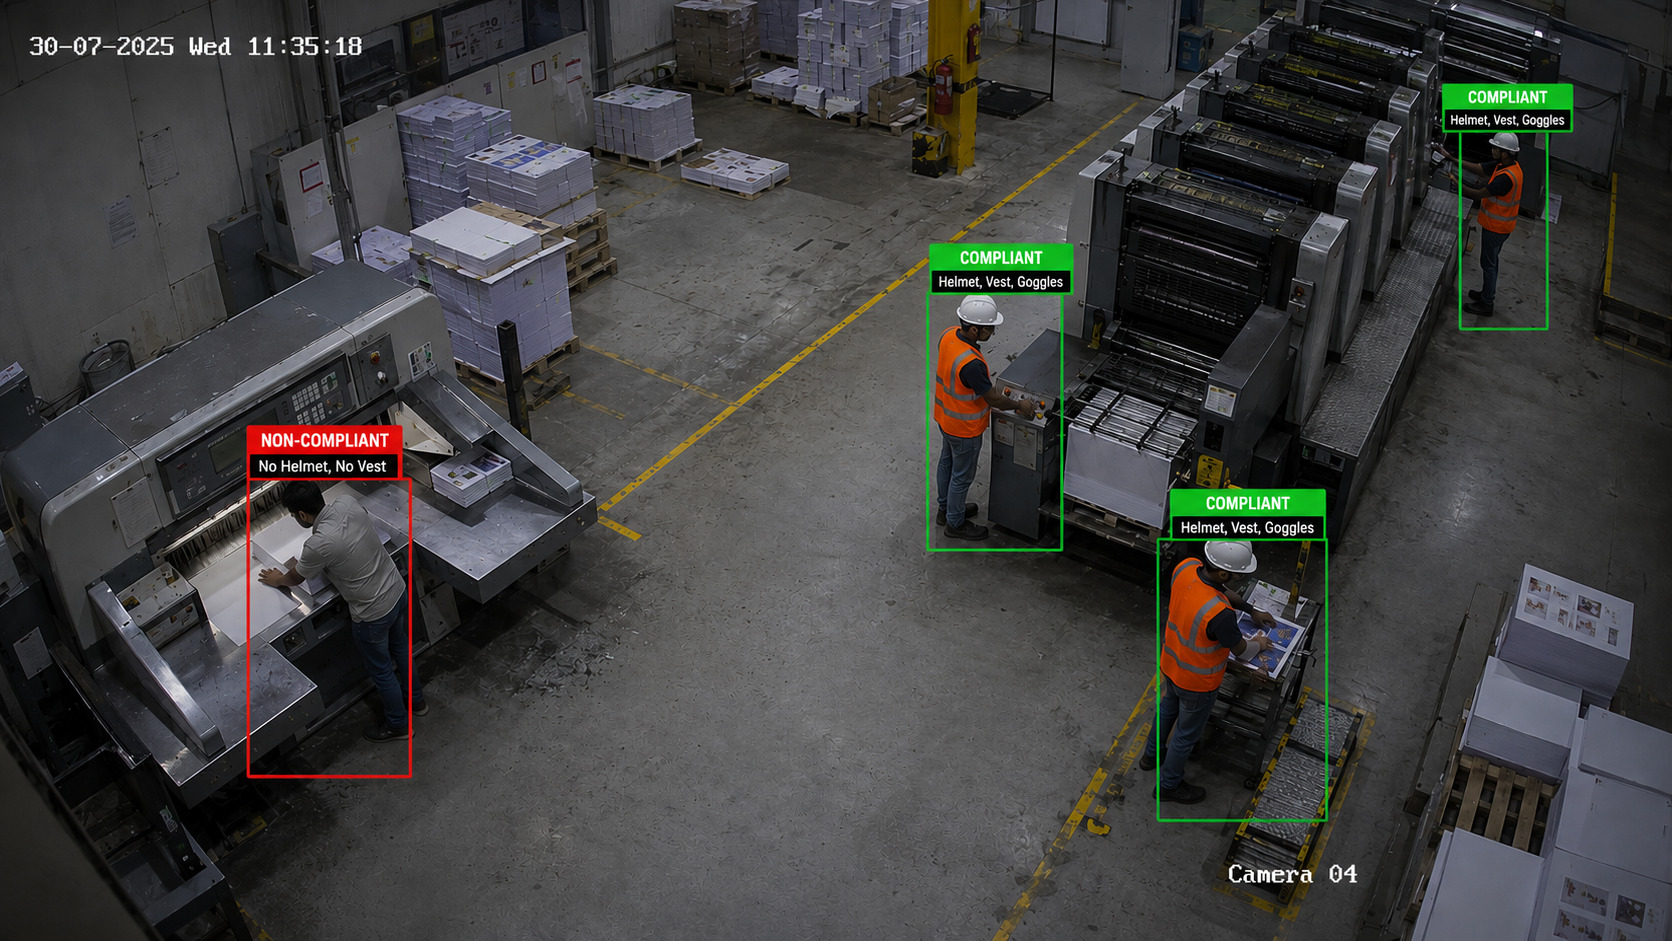 30-07-2025 Wed 11:35:18
COMPLIANT
Helmet, Vest, Goggles
COMPLIANT
Helmet, Vest, Goggles
NON-COMPLIANT
No Helmet, No Vest
COMPLIANT
Helmet, Vest, Goggles
Camera 04